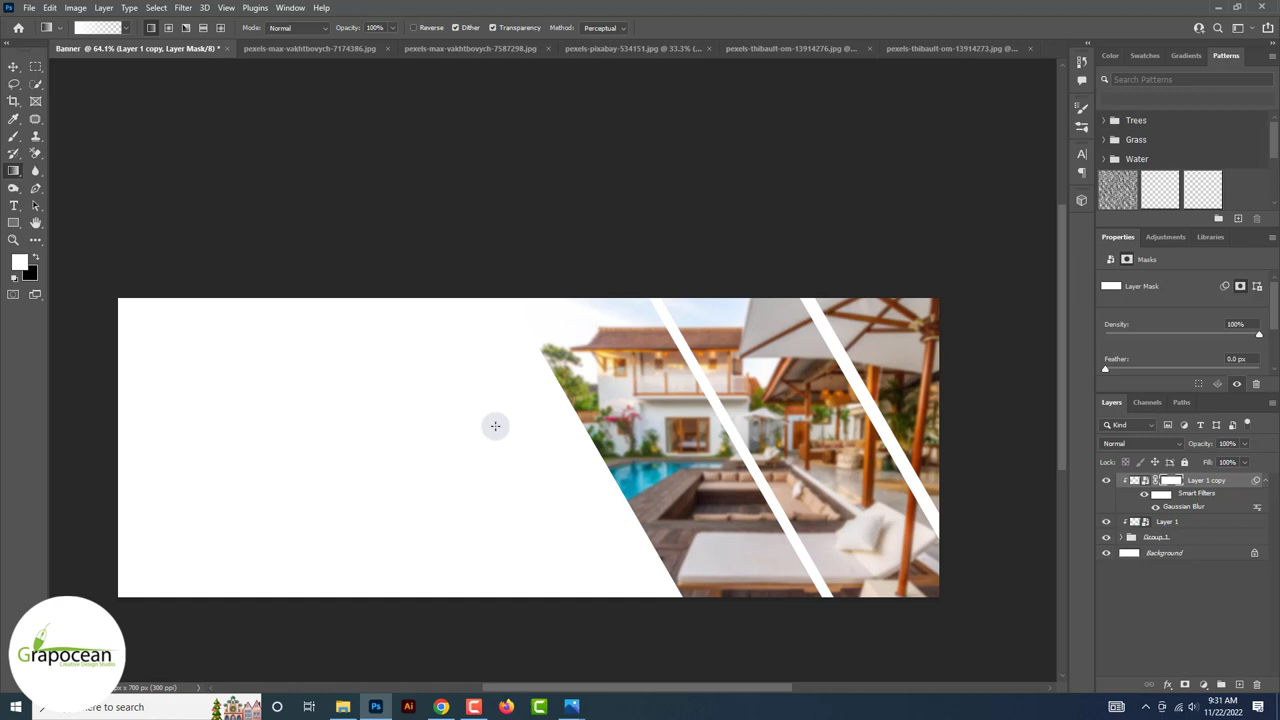 File Edit Image Layer Type Select Filter 3D View Plugins Window Help
Mode: Normal Opacity: 100% Reverse Dither Transparency Method: Perceptual
Banner @ 64.1% (Layer 1 copy, Layer Mask/8) * × pexels-max-vakhtbovych-7174386.jpg × pexels-max-vakhtbovych-7587298.jpg × pexels-pixabay-534151.jpg @ 33.3% (... × pexels-thibault-om-13914276.jpg @... × pexels-thibault-om-13914273.jpg @... ×
Color Swatches Gradients Patterns
Search Patterns
Trees
Grass
Water
Properties Adjustments Libraries
Masks
Layer Mask
Density: 100%
Feather: 0.0 px
Layers Channels Paths
Kind
Normal Opacity: 100%
Lock: Fill: 100%
Layer 1 copy
Smart Filters
Gaussian Blur
Layer 1
Group 1
Background
Grapocean
Creative Design Studio
px x 700 px (300 ppi)
here to search
9:31 AM
11/22/2022